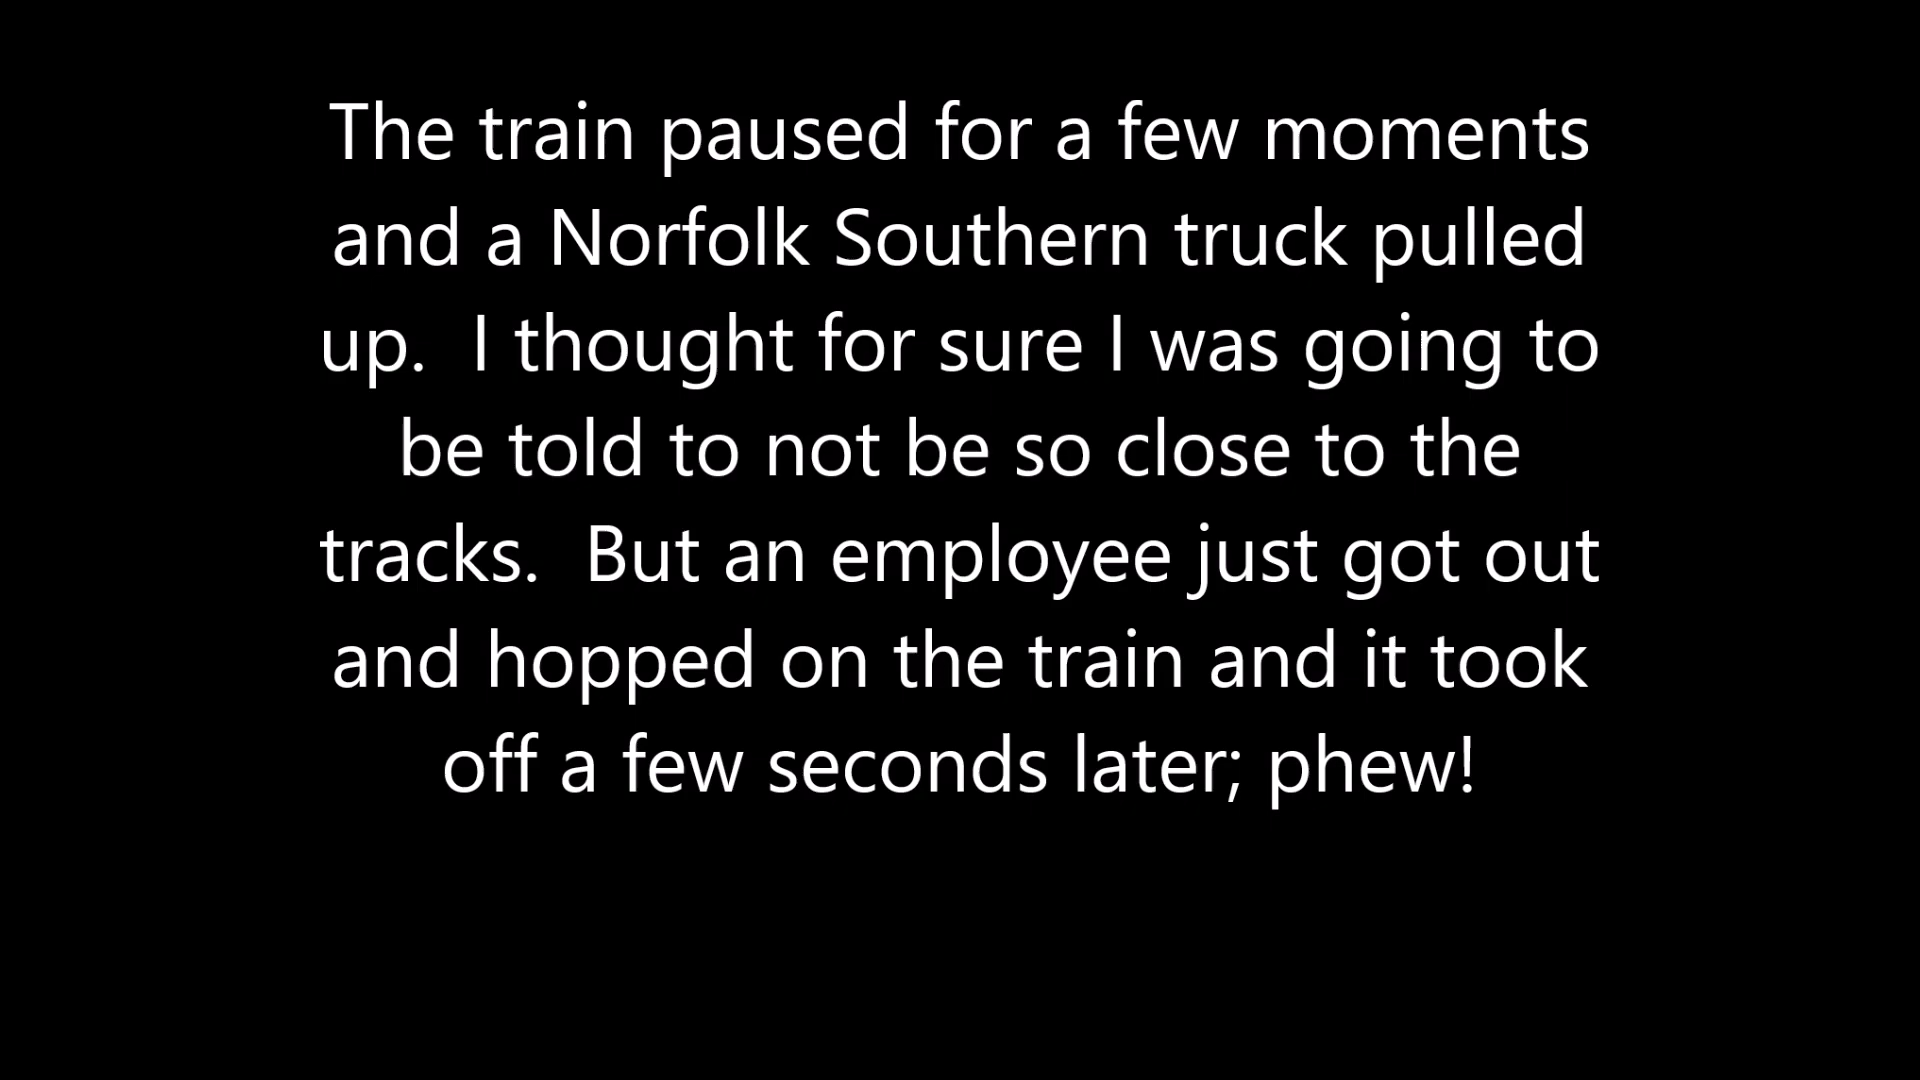 The train paused for a few moments
and a Norfolk Southern truck pulled
up.  I thought for sure I was going to
be told to not be so close to the
tracks.  But an employee just got out
and hopped on the train and it took
off a few seconds later; phew!